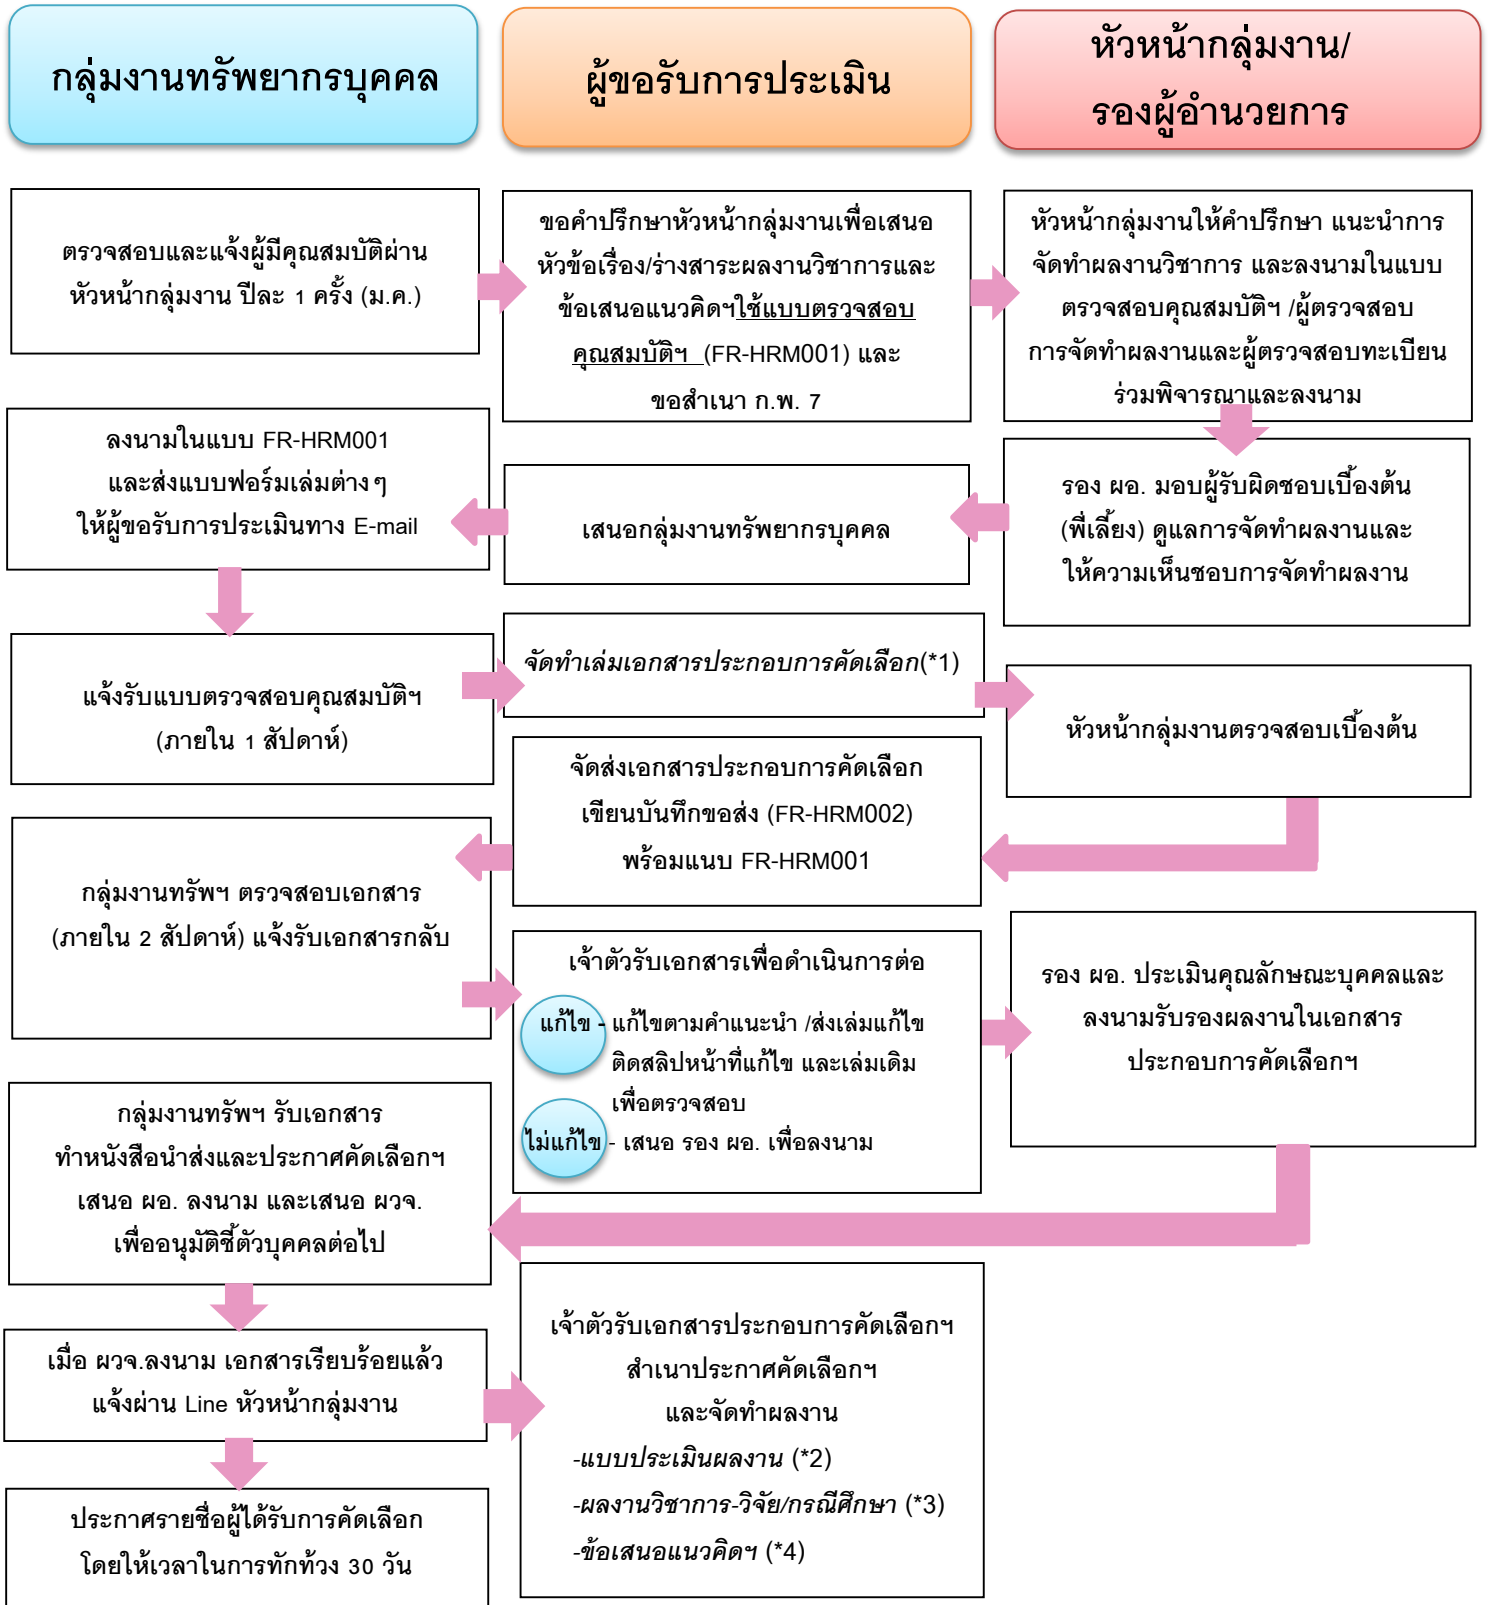 กลุ่มงานทรัพยากรบุคคล
ผู้ขอรับการประเมิน
หัวหน้ากลุ่มงาน/
รองผู้อำนวยการ
ตรวจสอบและแจ้งผู้มีคุณสมบัติผ่าน
หัวหน้ากลุ่มงาน ปีละ 1 ครั้ง (ม.ค.)
ขอคำปรึกษาหัวหน้ากลุ่มงานเพื่อเสนอ
หัวข้อเรื่อง/ร่างสาระผลงานวิชาการและ
ข้อเสนอแนวคิดฯใช้แบบตรวจสอบ
คุณสมบัติฯ (FR-HRM001) และ
ขอสำเนา ก.พ. 7
หัวหน้ากลุ่มงานให้คำปรึกษา แนะนำการ
จัดทำผลงานวิชาการ และลงนามในแบบ
ตรวจสอบคุณสมบัติฯ /ผู้ตรวจสอบ
การจัดทำผลงานและผู้ตรวจสอบทะเบียน
ร่วมพิจารณาและลงนาม
ลงนามในแบบ FR-HRM001
และส่งแบบฟอร์มเล่มต่างๆ
ให้ผู้ขอรับการประเมินทาง E-mail
เสนอกลุ่มงานทรัพยากรบุคคล
รอง ผอ. มอบผู้รับผิดชอบเบื้องต้น
(พี่เลี้ยง) ดูแลการจัดทำผลงานและ
ให้ความเห็นชอบการจัดทำผลงาน
แจ้งรับแบบตรวจสอบคุณสมบัติฯ
(ภายใน 1 สัปดาห์)
จัดทำเล่มเอกสารประกอบการคัดเลือก(*1)
หัวหน้ากลุ่มงานตรวจสอบเบื้องต้น
จัดส่งเอกสารประกอบการคัดเลือก
เขียนบันทึกขอส่ง (FR-HRM002)
พร้อมแนบ FR-HRM001
กลุ่มงานทรัพฯ ตรวจสอบเอกสาร
(ภายใน 2 สัปดาห์) แจ้งรับเอกสารกลับ
เจ้าตัวรับเอกสารเพื่อดำเนินการต่อ
แก้ไข - แก้ไขตามคำแนะนำ /ส่งเล่มแก้ไข
ติดสลิปหน้าที่แก้ไข และเล่มเดิม
เพื่อตรวจสอบ
ไม่แก้ไข - เสนอ รอง ผอ. เพื่อลงนาม
รอง ผอ. ประเมินคุณลักษณะบุคคลและ
ลงนามรับรองผลงานในเอกสาร
ประกอบการคัดเลือกฯ
กลุ่มงานทรัพฯ รับเอกสาร
ทำหนังสือนำส่งและประกาศคัดเลือกฯ
เสนอ ผอ. ลงนาม และเสนอ ผวจ.
เพื่ออนุมัติชี้ตัวบุคคลต่อไป
เมื่อ ผวจ.ลงนาม เอกสารเรียบร้อยแล้ว
แจ้งผ่าน Line หัวหน้ากลุ่มงาน
เจ้าตัวรับเอกสารประกอบการคัดเลือกฯ
สำเนาประกาศคัดเลือกฯ
และจัดทำผลงาน
-แบบประเมินผลงาน (*2)
-ผลงานวิชาการ-วิจัย/กรณีศึกษา (*3)
-ข้อเสนอแนวคิดฯ (*4)
ประกาศรายชื่อผู้ได้รับการคัดเลือก
โดยให้เวลาในการทักท้วง 30 วัน